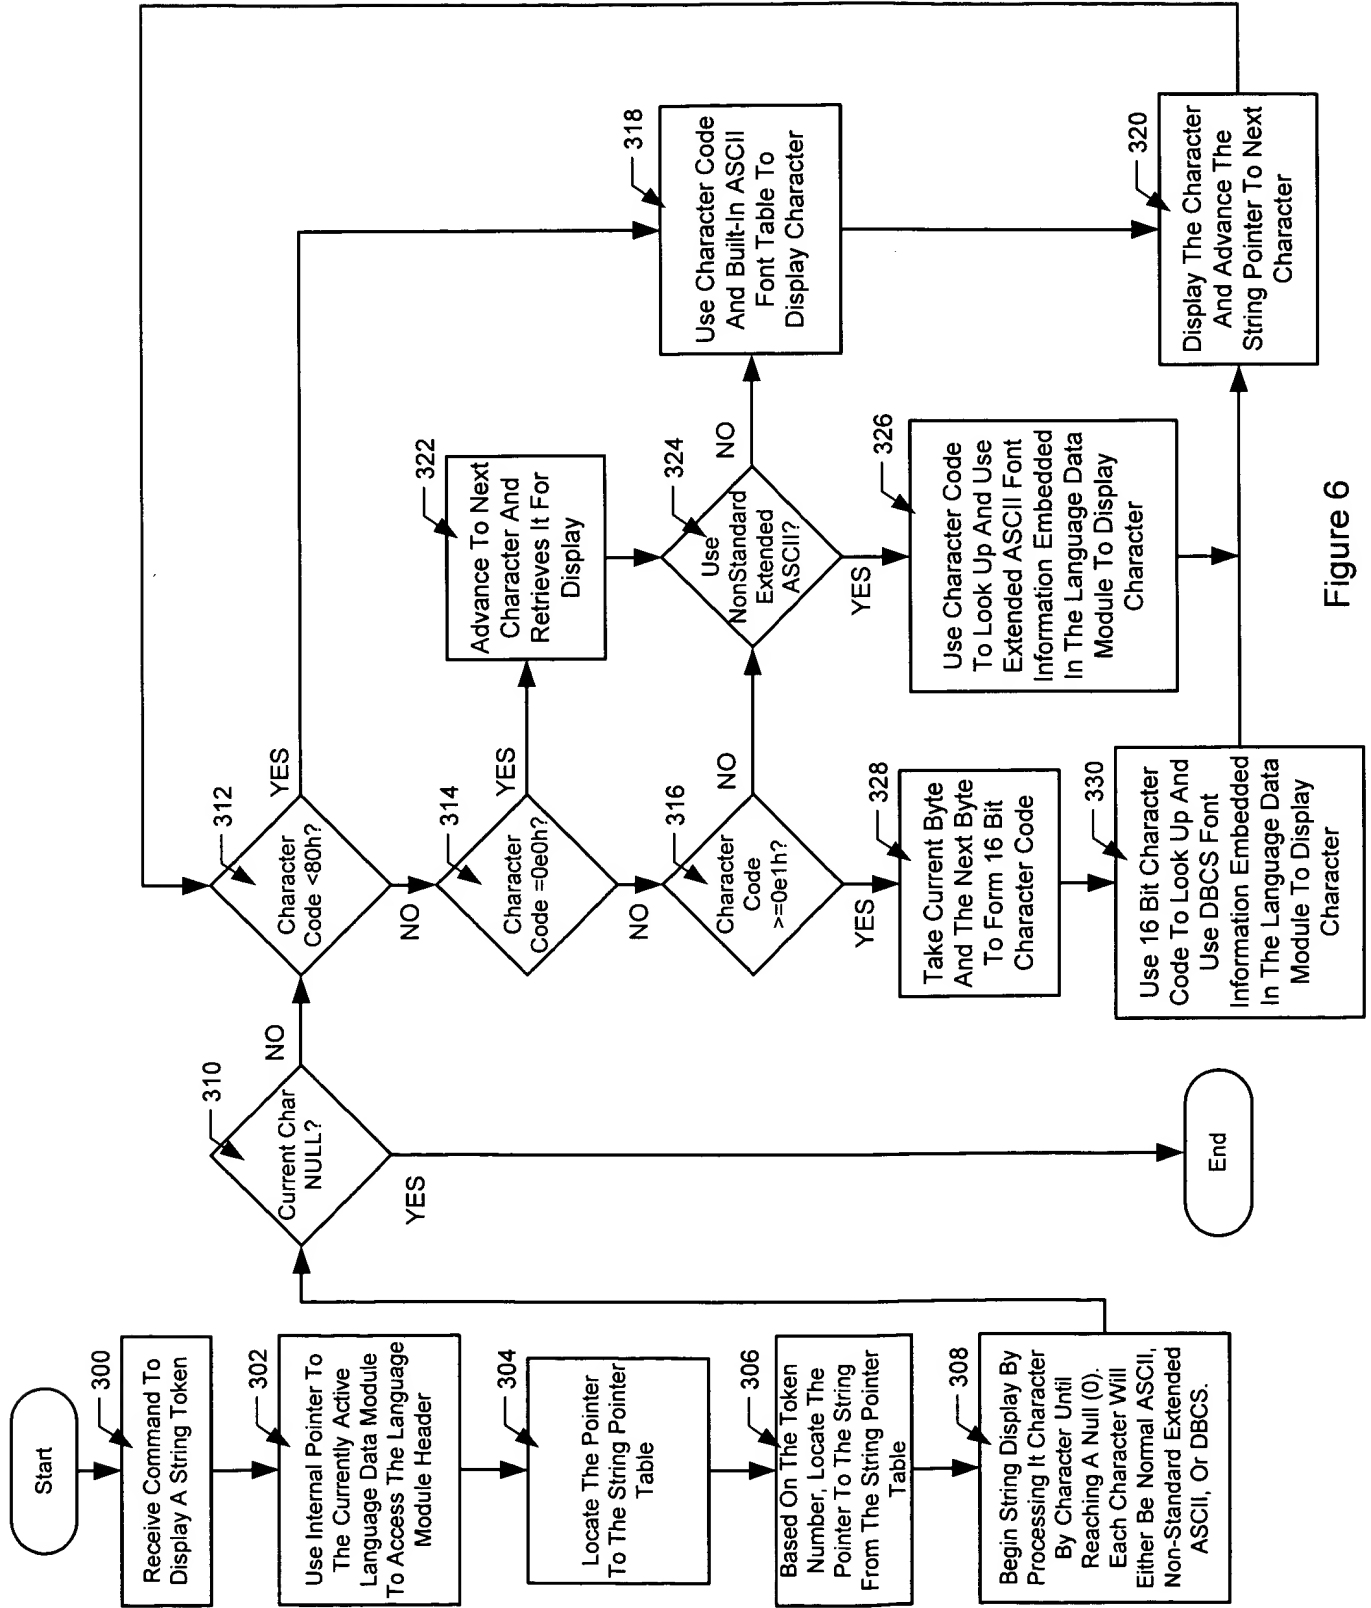 Start
300
Receive Command To
Display A String Token
302
Use Internal Pointer To
The Currently Active
Language Data Module
To Access The Language
Module Header
304
Locate The Pointer
To The String Pointer
Table
306
Based On The Token
Number, Locate The
Pointer To The String
From The String Pointer
Table
308
Begin String Display By
Processing It Character
By Character Until
Reaching A Null (0).
Each Character Will
Either Be Normal ASCII,
Non-Standard Extended
ASCII, Or DBCS.
310
Current Char
NULL?
NO
YES
End
312
Character
Code <80h?
YES
NO
314
Character
Code =0e0h?
YES
NO
316
Character
Code
>=0e1h?
NO
YES
328
Take Current Byte
And The Next Byte
To Form 16 Bit
Character Code
330
Use 16 Bit Character
Code To Look Up And
Use DBCS Font
Information Embedded
In The Language Data
Module To Display
Character
322
Advance To Next
Character And
Retrieves It For
Display
324
Use
NonStandard
Extended
ASCII?
NO
YES
326
Use Character Code
To Look Up And Use
Extended ASCII Font
Information Embedded
In The Language Data
Module To Display
Character
318
Use Character Code
And Built-In ASCII
Font Table To
Display Character
320
Display The Character
And Advance The
String Pointer To Next
Character
Figure 6